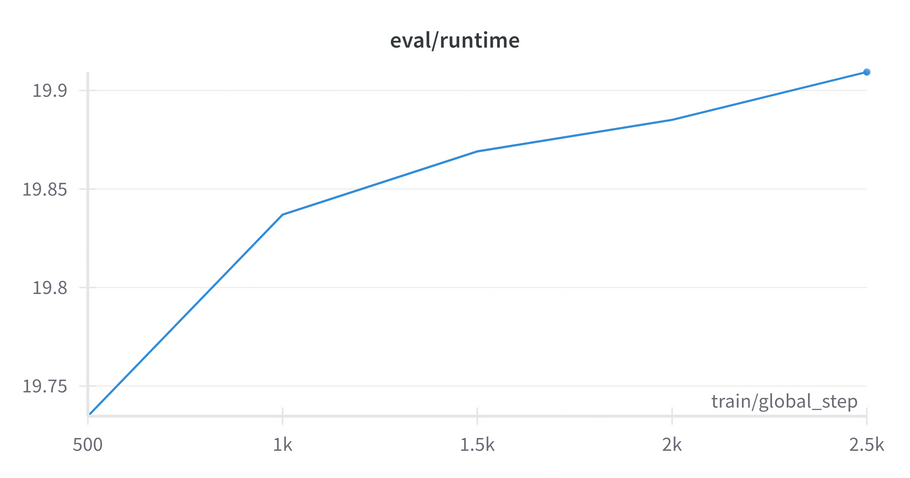 eval/runtime
19.9
19.85
19.8
19.75
train/global_step
500 1k 1.5k 2k 2.5k